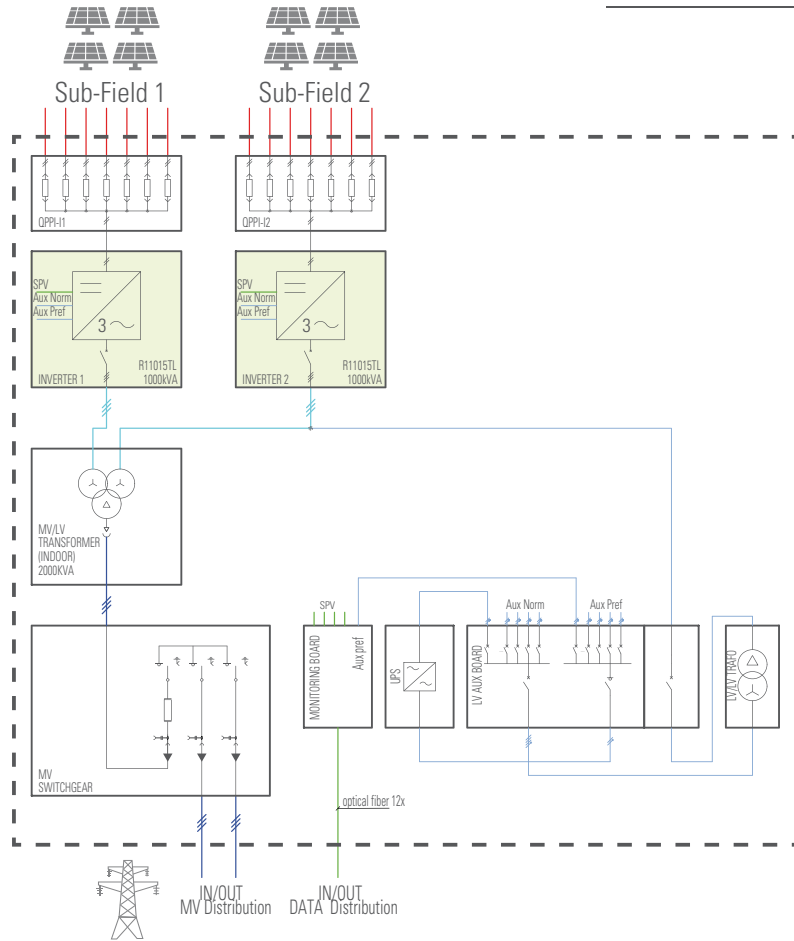 Sub-Field 1
Sub-Field 2
QPPI-I1
QPPI-I2
SPV
Aux Norm
Aux Pref
3
R11015TL
INVERTER 1
1000kVA
SPV
Aux Norm
Aux Pref
3
R11015TL
INVERTER 2
1000kVA
MV/LV
TRANSFORMER
(INDOOR)
2000KVA
SPV
Aux Norm
Aux Pref
MONITORING BOARD
Aux pref
UPS
LV AUX BOARD
LV/LV TRAFO
MV
SWITCHGEAR
optical fiber 12x
IN/OUT
MV Distribution
IN/OUT
DATA Distribution